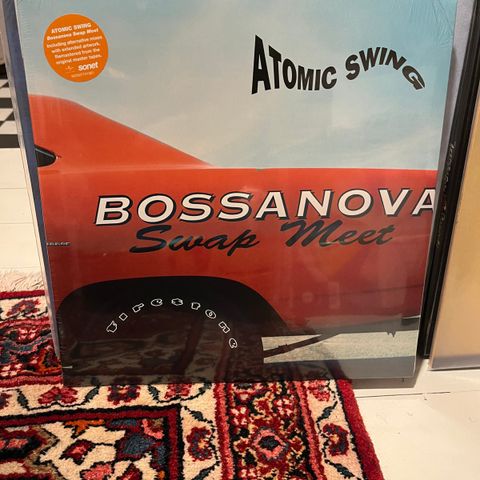 ATOMIC SWING
Bossanova Swap Meet
Including alternative mixes
with extended artwork.
Remastered from the
original master tapes.
sonet
ATOMIC SWING
BOSSANOVA
Swap Meet
Firestone